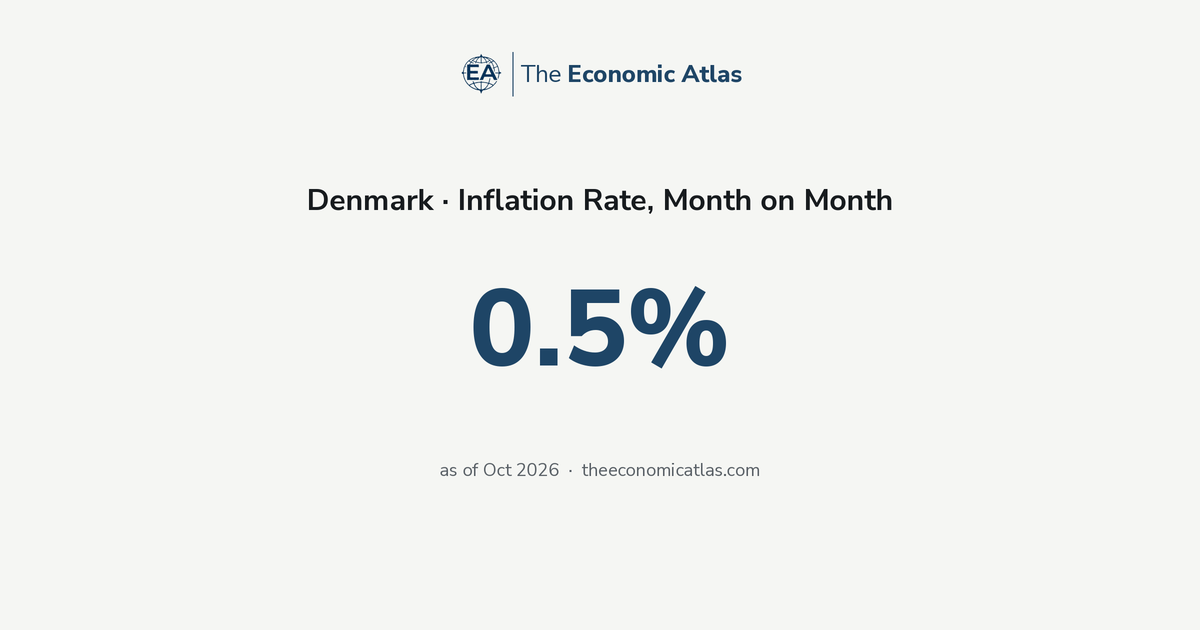 EA The Economic Atlas
Denmark · Inflation Rate, Month on Month
0.5%
as of Oct 2026 · theeconomicatlas.com